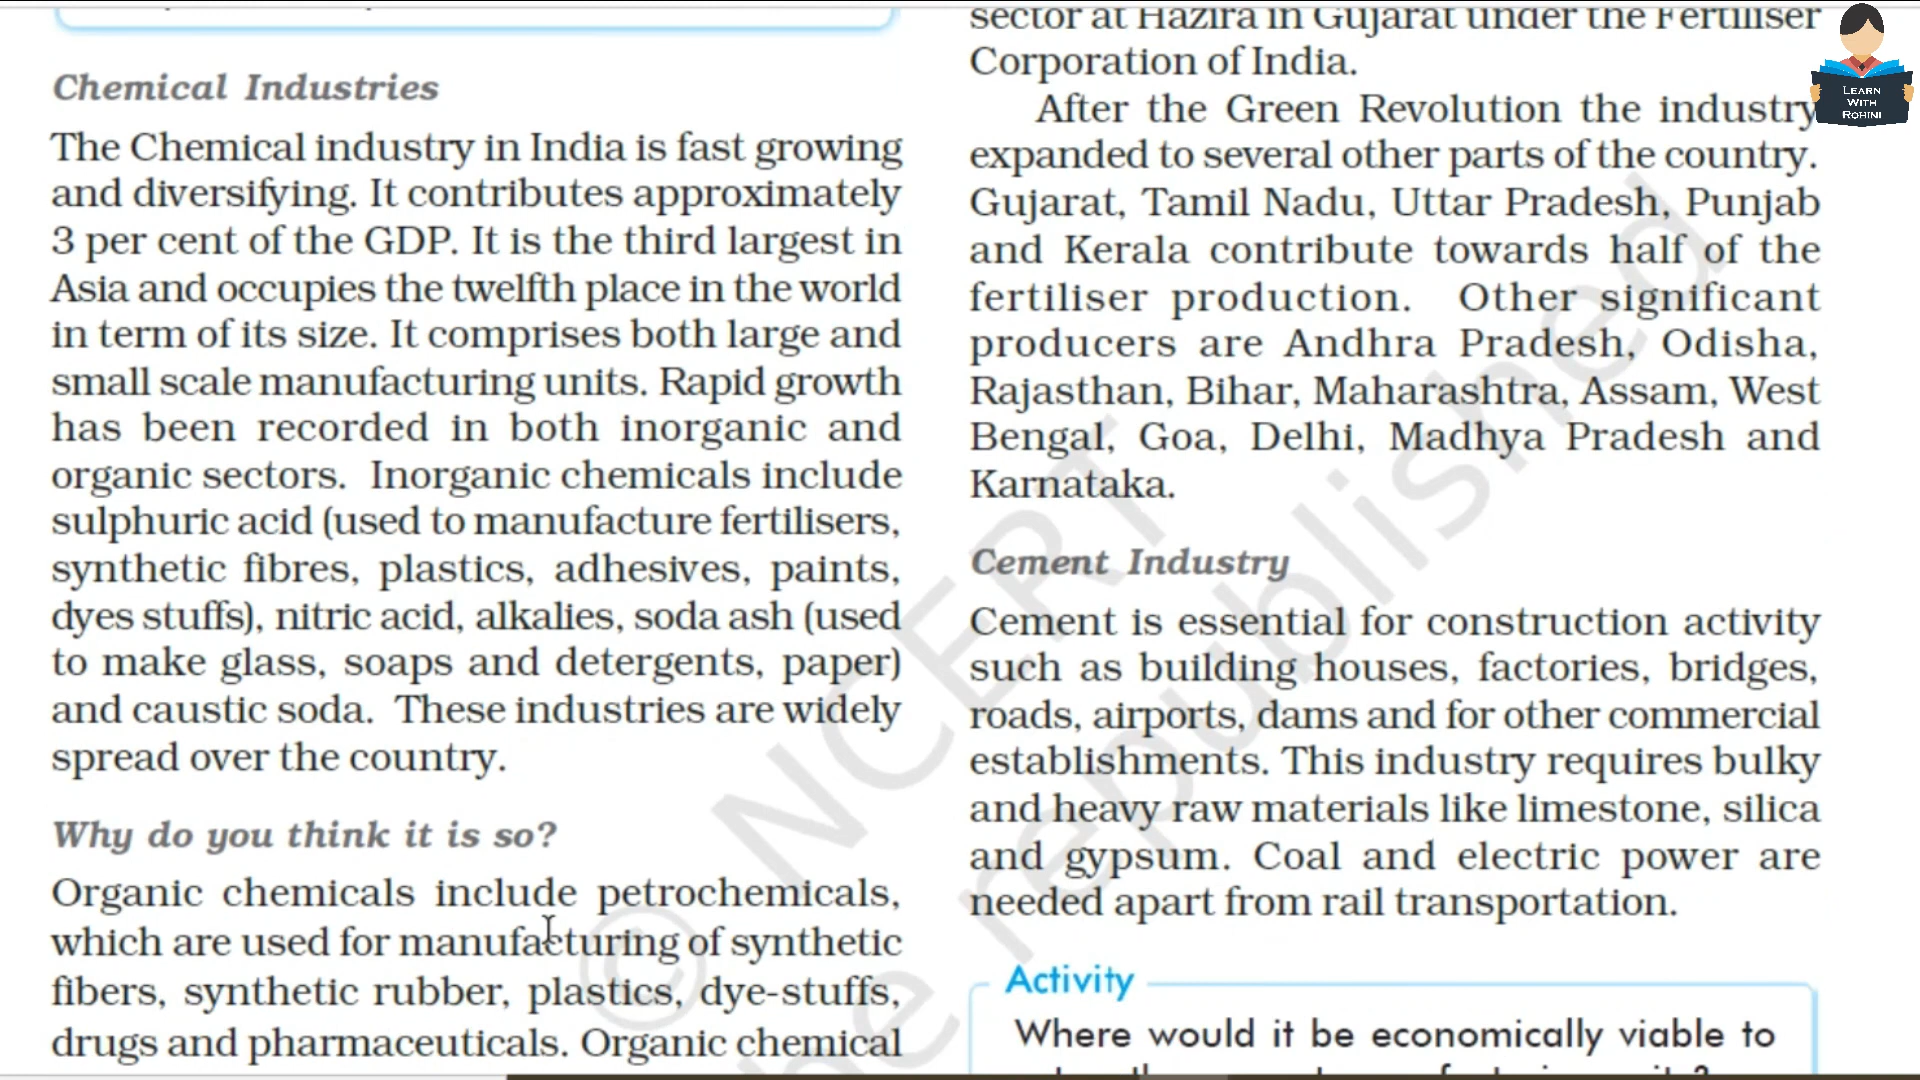 Chemical Industries
The Chemical industry in India is fast growing
and diversifying. It contributes approximately
3 per cent of the GDP. It is the third largest in
Asia and occupies the twelfth place in the world
in term of its size. It comprises both large and
small scale manufacturing units. Rapid growth
has been recorded in both inorganic and
organic sectors. Inorganic chemicals include
sulphuric acid (used to manufacture fertilisers,
synthetic fibres, plastics, adhesives, paints,
dyes stuffs), nitric acid, alkalies, soda ash (used
to make glass, soaps and detergents, paper)
and caustic soda. These industries are widely
spread over the country.
Why do you think it is so?
Organic chemicals include petrochemicals,
which are used for manufacturing of synthetic
fibers, synthetic rubber, plastics, dye-stuffs,
drugs and pharmaceuticals. Organic chemical
sector at Hazira in Gujarat under the Fertiliser
Corporation of India.
After the Green Revolution the industry
expanded to several other parts of the country.
Gujarat, Tamil Nadu, Uttar Pradesh, Punjab
and Kerala contribute towards half of the
fertiliser production. Other significant
producers are Andhra Pradesh, Odisha,
Rajasthan, Bihar, Maharashtra, Assam, West
Bengal, Goa, Delhi, Madhya Pradesh and
Karnataka.
Cement Industry
Cement is essential for construction activity
such as building houses, factories, bridges,
roads, airports, dams and for other commercial
establishments. This industry requires bulky
and heavy raw materials like limestone, silica
and gypsum. Coal and electric power are
needed apart from rail transportation.
Activity
Where would it be economically viable to
LEARN
WITH
ROHINI
© NCERT
be republished